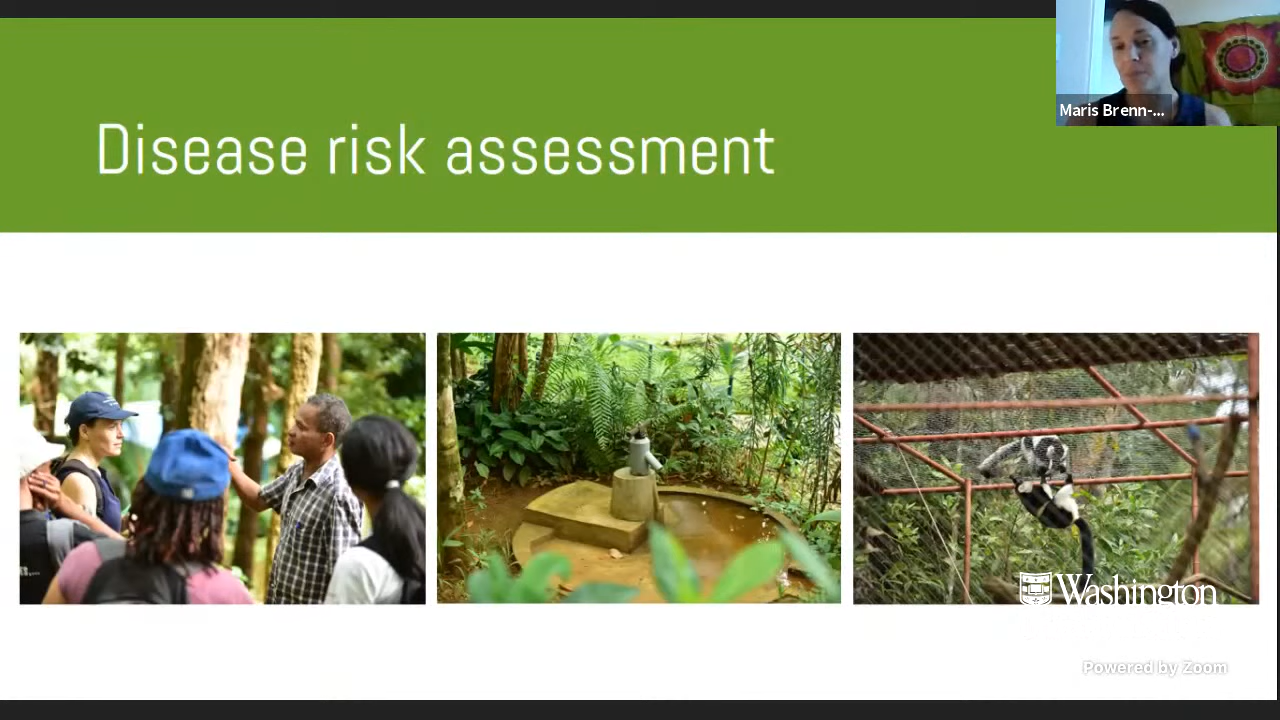 Maris Brenn-...
Disease risk assessment
Washington
Powered by Zoom